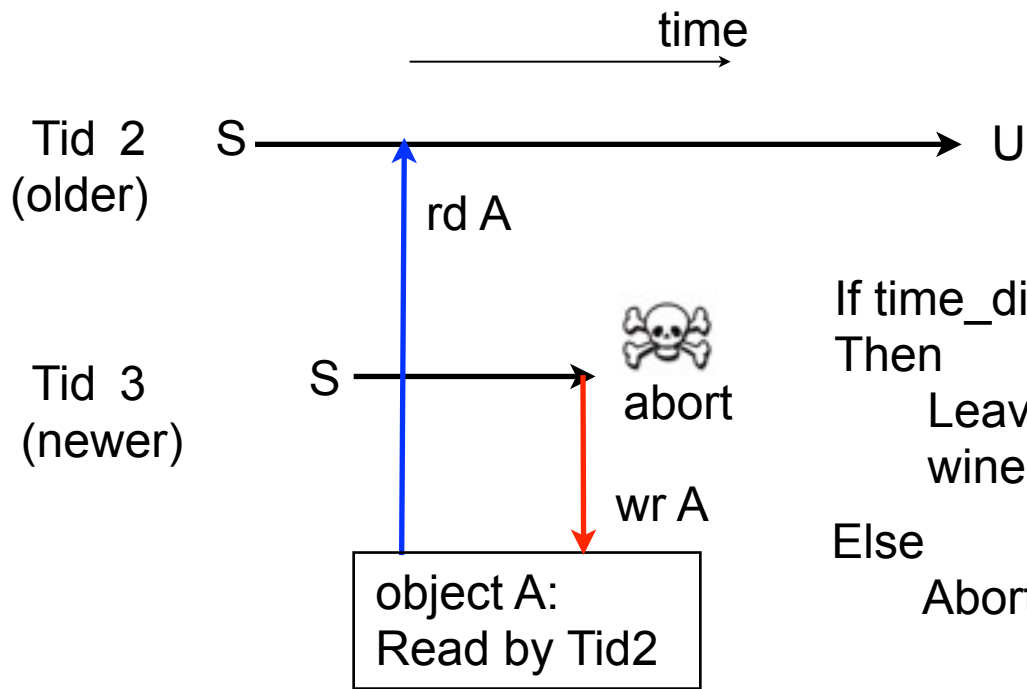 time
Tid 2
(older)
S
U
rd A
Tid 3
(newer)
S
abort
wr A
object A:
Read by Tid2
If time_di
Then
Leav
wine
Else
Abort